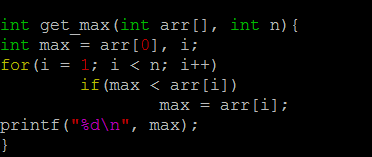 int get_max(int arr[], int n){
int max = arr[0], i;
for(i = 1; i < n; i++)
        if(max < arr[i])
                max = arr[i];
printf("%d\n", max);
}